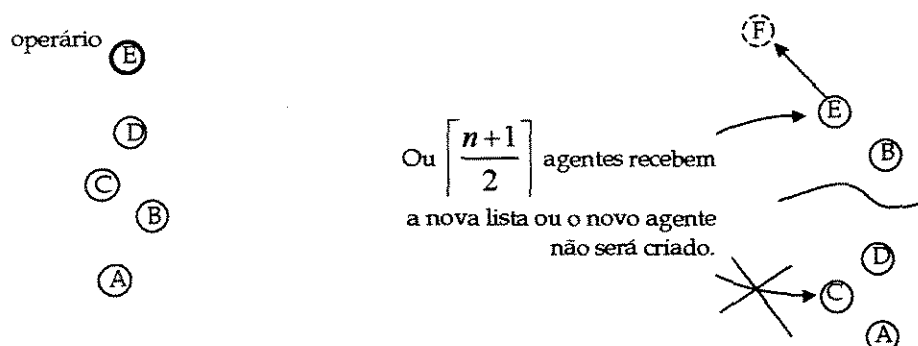 operário
E
D
C
B
A
Ou ⌈(n+1)/2⌉ agentes recebem
a nova lista ou o novo agente
não será criado.
F
E
B
D
C
A